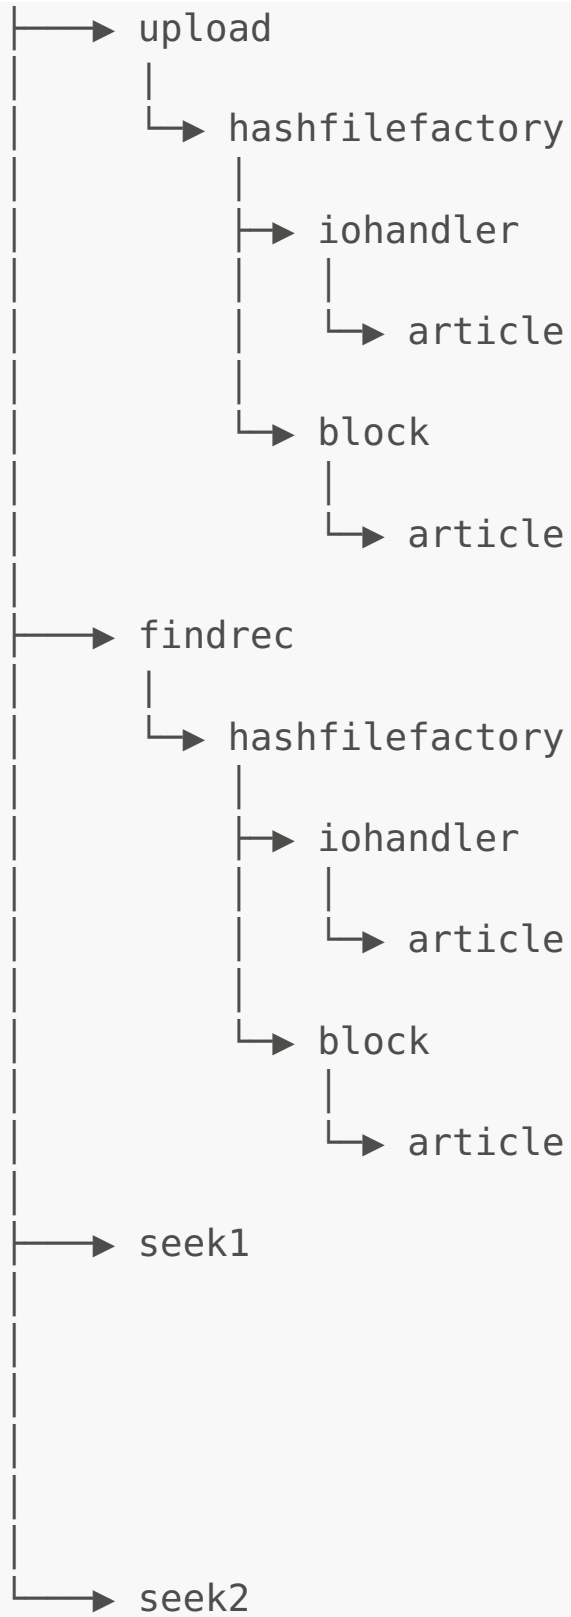 upload
hashfilefactory
iohandler
article
block
article
findrec
hashfilefactory
iohandler
article
block
article
seek1
seek2